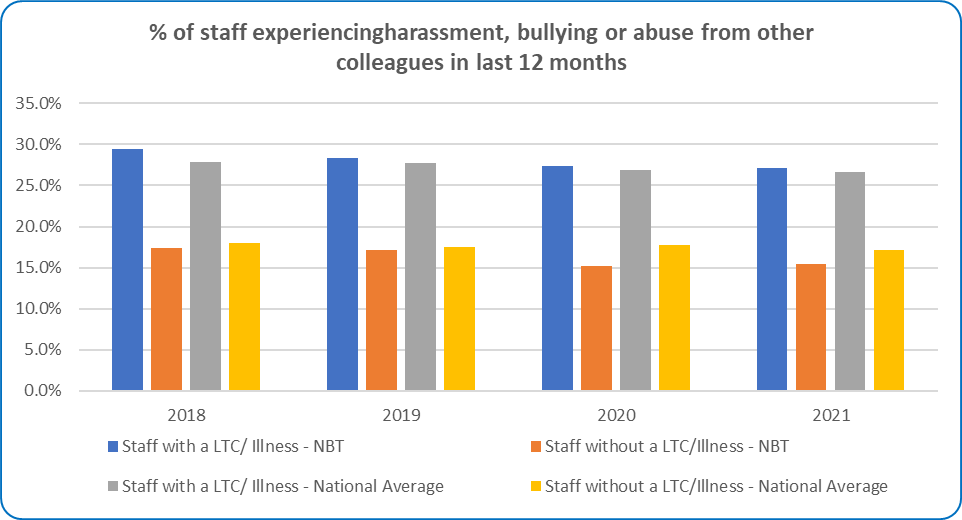 % of staff experiencingharassment, bullying or abuse from other
colleagues in last 12 months
35.0%
30.0%
25.0%
20.0%
15.0%
10.0%
5.0%
0.0%
2018 2019 2020 2021
Staff with a LTC/ Illness - NBT Staff without a LTC/Illness - NBT
Staff with a LTC/ Illness - National Average Staff without a LTC/Illness - National Average